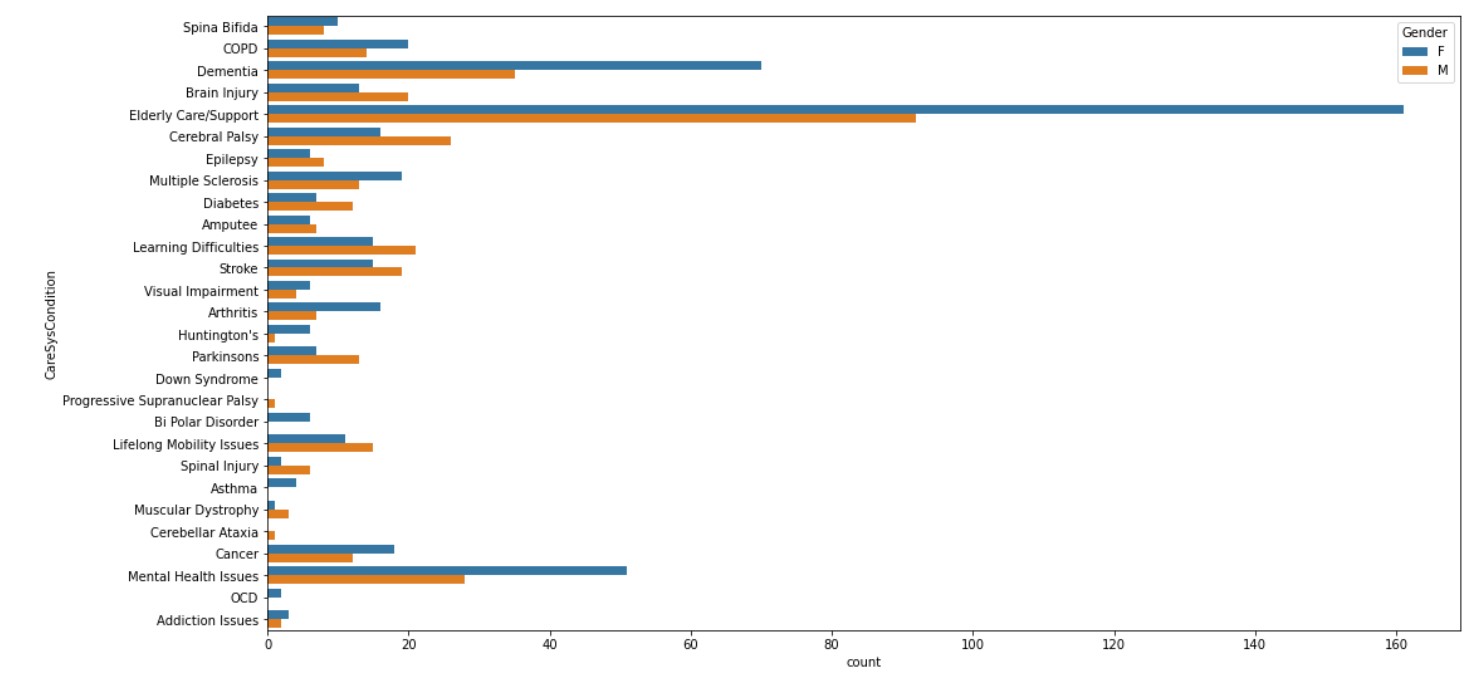 Gender
F
M
Spina Bifida
COPD
Dementia
Brain Injury
Elderly Care/Support
Cerebral Palsy
Epilepsy
Multiple Sclerosis
Diabetes
Amputee
Learning Difficulties
Stroke
Visual Impairment
Arthritis
Huntington's
Parkinsons
Down Syndrome
Progressive Supranuclear Palsy
Bi Polar Disorder
Lifelong Mobility Issues
Spinal Injury
Asthma
Muscular Dystrophy
Cerebellar Ataxia
Cancer
Mental Health Issues
OCD
Addiction Issues
CareSysCondition
0 20 40 60 80 100 120 140 160
count